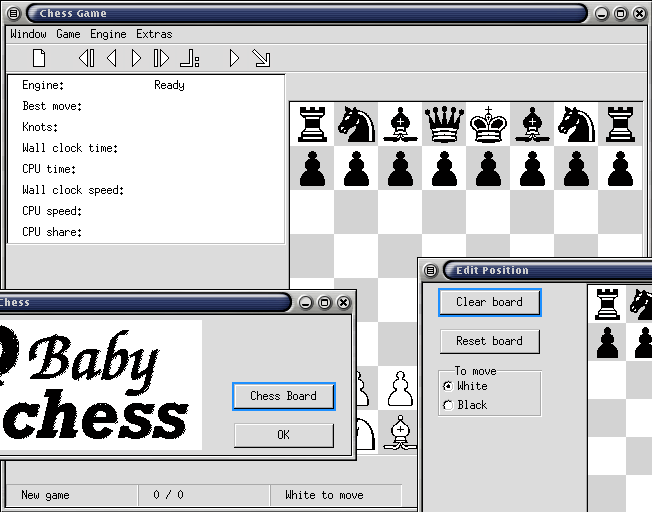 Chess Game
Window Game Engine Extras
Engine: Ready
Best move:
Knots:
Wall clock time:
CPU time:
Wall clock speed:
CPU speed:
CPU share:
Edit Position
Clear board
Reset board
To move
White
Black
Chess
Baby
chess
Chess Board
OK
New game 0 / 0 White to move